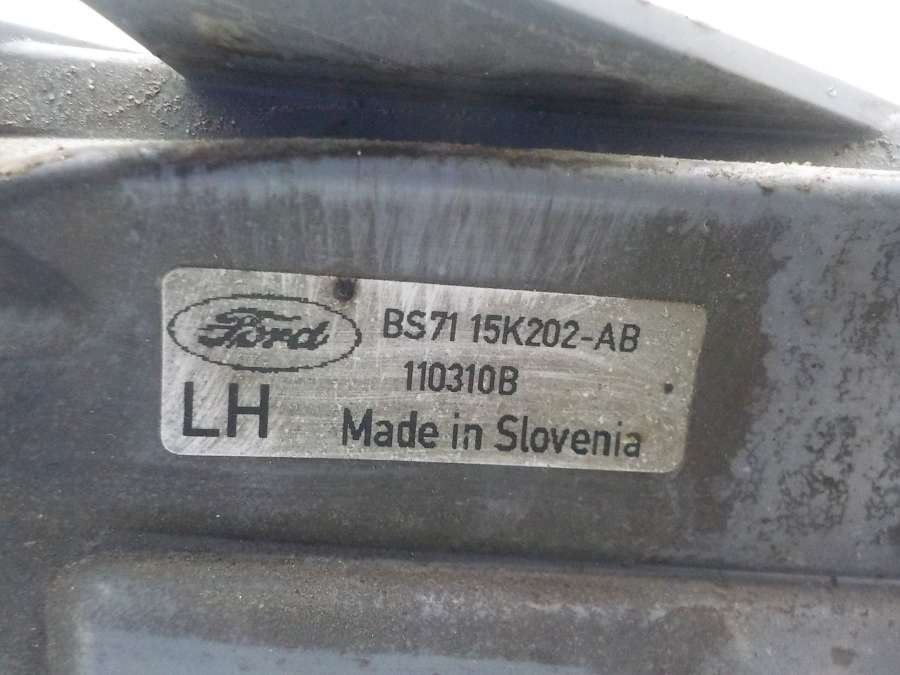 Ford
BS71 15K202-AB
110310B
LH
Made in Slovenia